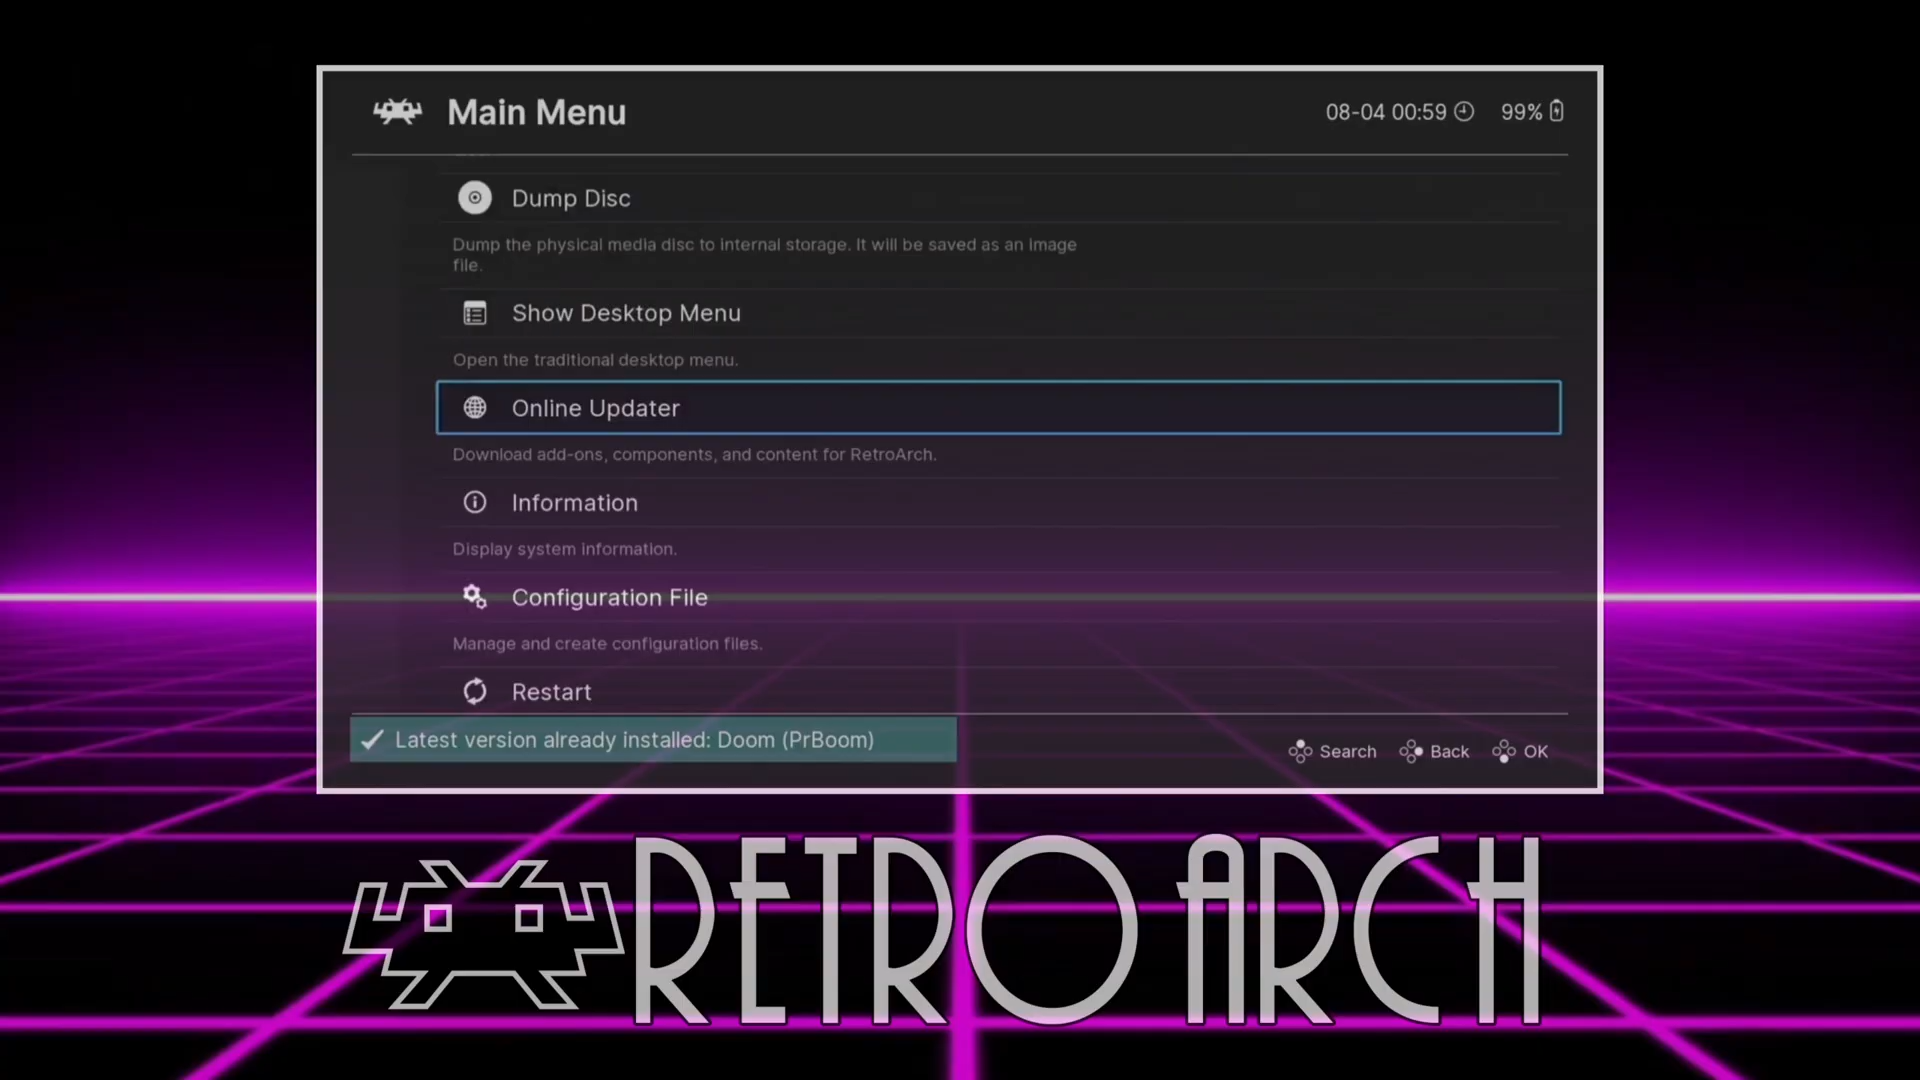 Main Menu
08-04 00:59 99%
Dump Disc
Dump the physical media disc to internal storage. It will be saved as an image
file.
Show Desktop Menu
Open the traditional desktop menu.
Online Updater
Download add-ons, components, and content for RetroArch.
Information
Display system information.
Configuration File
Manage and create configuration files.
Restart
Latest version already installed: Doom (PrBoom)
Search Back OK
RETRO ARCH